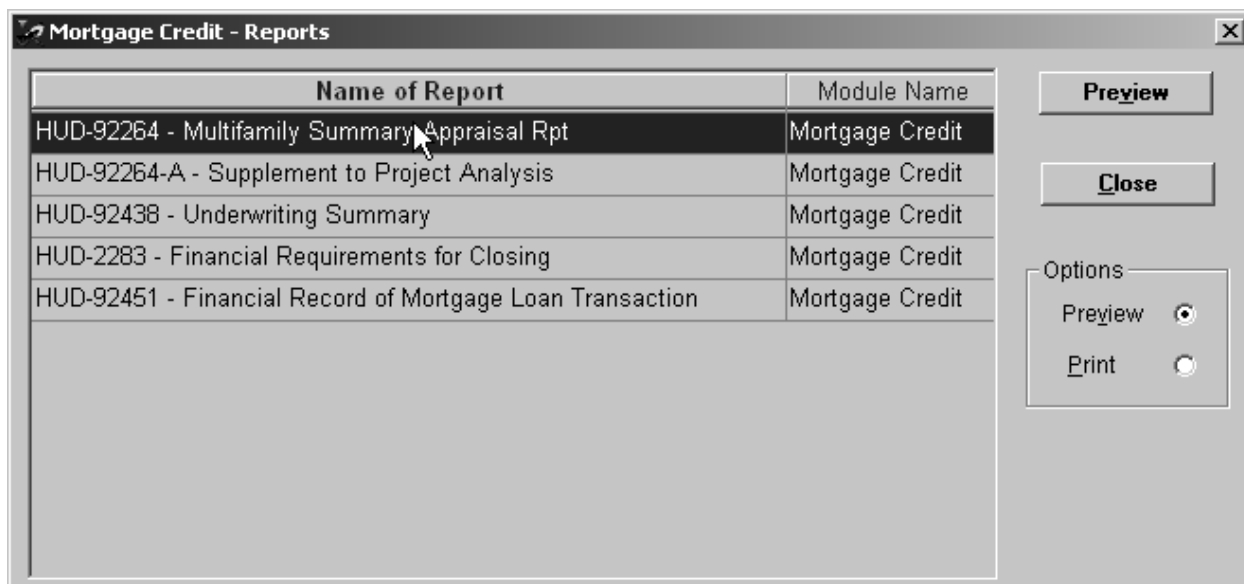 Mortgage Credit - Reports
Name of Report Module Name
HUD-92264 - Multifamily Summary Appraisal Rpt Mortgage Credit
HUD-92264-A - Supplement to Project Analysis Mortgage Credit
HUD-92438 - Underwriting Summary Mortgage Credit
HUD-2283 - Financial Requirements for Closing Mortgage Credit
HUD-92451 - Financial Record of Mortgage Loan Transaction Mortgage Credit
Preview
Close
Options
Preview
Print